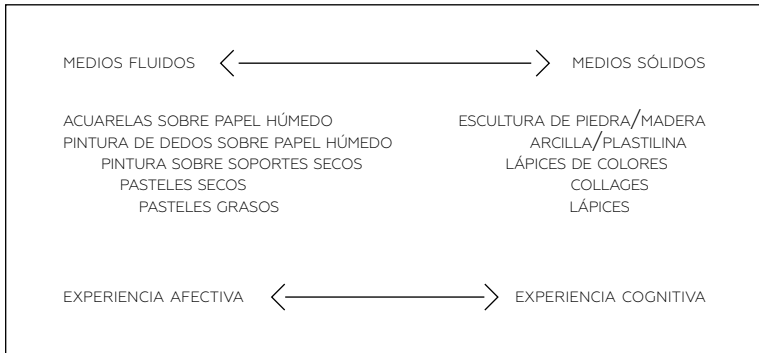 MEDIOS FLUIDOS MEDIOS SÓLIDOS
ACUARELAS SOBRE PAPEL HÚMEDO ESCULTURA DE PIEDRA/MADERA
PINTURA DE DEDOS SOBRE PAPEL HÚMEDO ARCILLA/PLASTILINA
PINTURA SOBRE SOPORTES SECOS LÁPICES DE COLORES
PASTELES SECOS COLLAGES
PASTELES GRASOS LÁPICES
EXPERIENCIA AFECTIVA EXPERIENCIA COGNITIVA